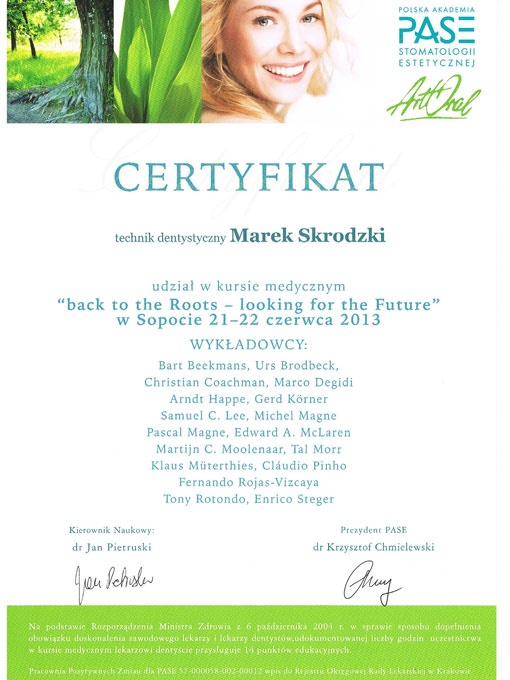 POLSKA AKADEMIA
PASE
STOMATOLOGII
ESTETYCZNEJ
Art Oral
CERTYFIKAT
technik dentystyczny Marek Skrodzki
udział w kursie medycznym
“back to the Roots – looking for the Future”
w Sopocie 21–22 czerwca 2013
WYKŁADOWCY:
Bart Beekmans, Urs Brodbeck,
Christian Coachman, Marco Degidi
Arndt Happe, Gerd Körner
Samuel C. Lee, Michel Magne
Pascal Magne, Edward A. McLaren
Martijn C. Moolenaar, Tal Morr
Klaus Müterthies, Cláudio Pinho
Fernando Rojas-Vizcaya
Tony Rotondo, Enrico Steger
Kierownik Naukowy:
dr Jan Pietruski
Prezydent PASE
dr Krzysztof Chmielewski
Na podstawie Rozporządzenia Ministra Zdrowia z 6 października 2004 r. w sprawie sposobu dopełnienia
obowiązku doskonalenia zawodowego lekarzy i lekarzy dentystów,udokumentowanej liczby godzin uczestnictwa
w kursie medycznym lekarzowi dentyście przysługuje 14 punktów edukacyjnych.
Pracownia Pozytywnych Zmian dla PASE 57-000058-002-00012 wpis do Rejestru Okręgowej Rady Lekarskiej w Krakowie